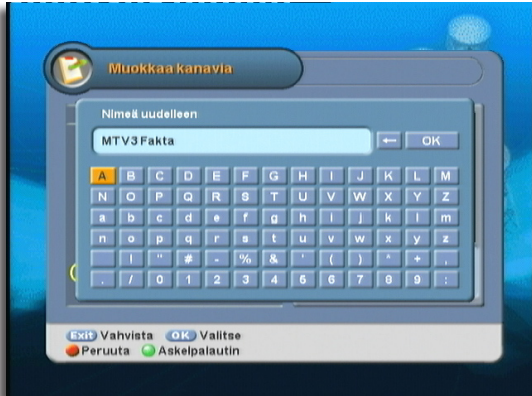 Muokkaa kanavia
Nimeä uudelleen
MTV3 Fakta
← OK
A B C D E F G H I J K L M
N O P Q R S T U V W X Y Z
a b c d e f g h i j k l m
n o p q r s t u v w x y z
! " # - % & ' ( ) * + ,
. / 0 1 2 3 4 5 6 7 8 9 :
Exit Vahvista OK Valitse
Peruuta Askelpalautin